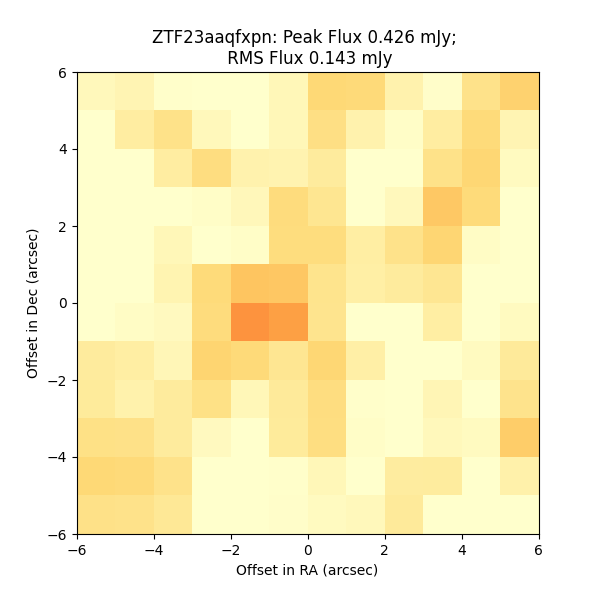 ZTF23aaqfxpn: Peak Flux 0.426 mJy;
RMS Flux 0.143 mJy
6
4
2
0
−2
−4
−6
Offset in Dec (arcsec)
−6 −4 −2 0 2 4 6
Offset in RA (arcsec)